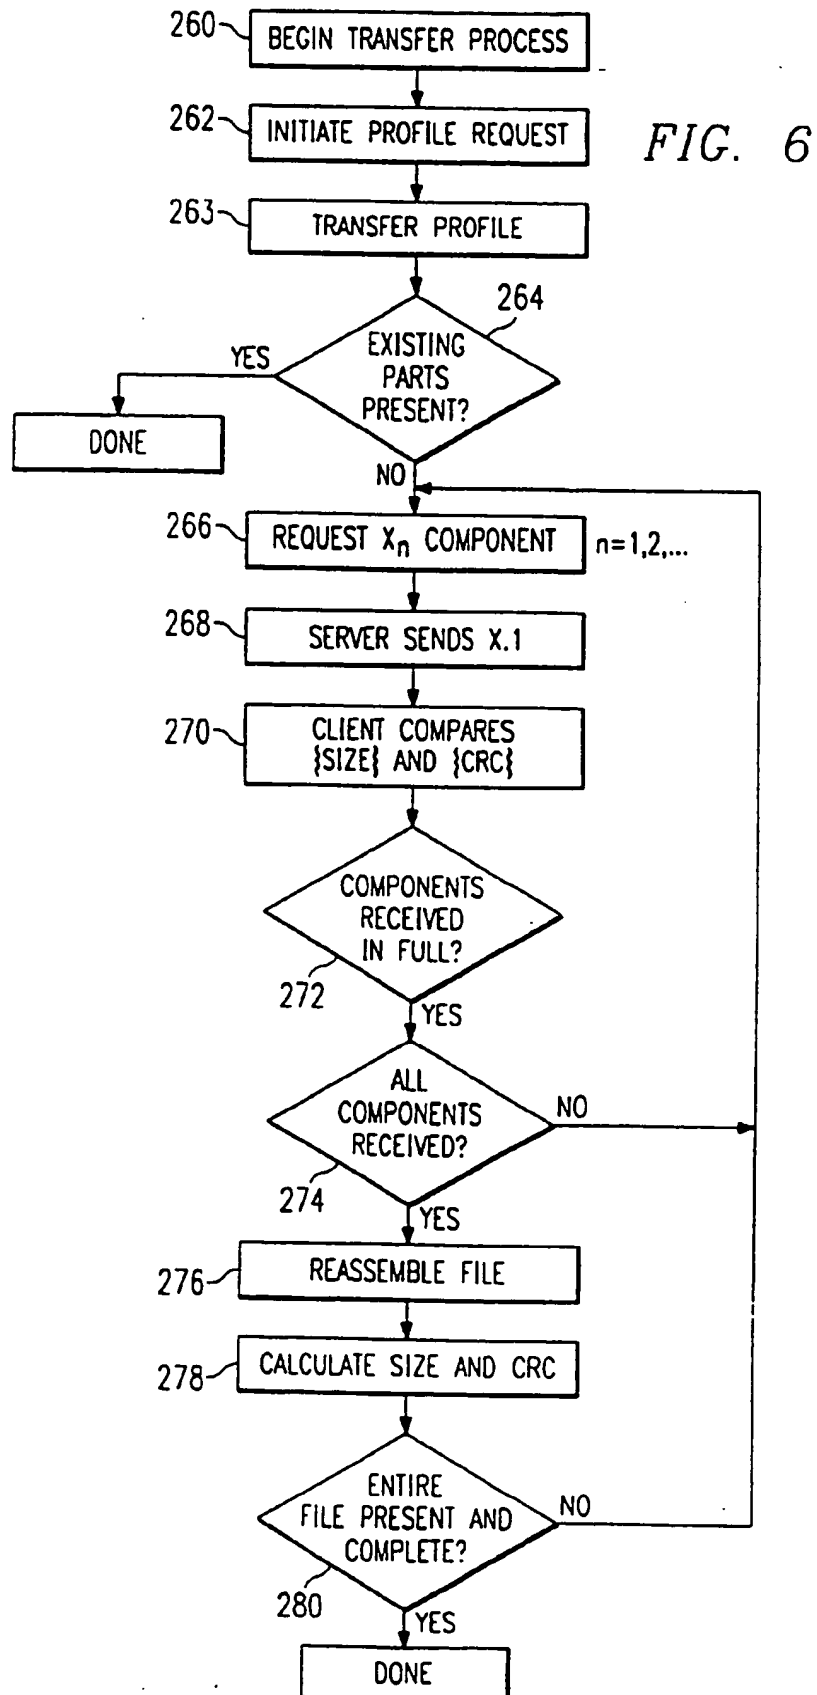 260
BEGIN TRANSFER PROCESS
262
INITIATE PROFILE REQUEST
FIG. 6
263
TRANSFER PROFILE
264
EXISTING
PARTS
PRESENT?
YES
DONE
NO
266
REQUEST Xn COMPONENT
n=1,2,...
268
SERVER SENDS X.1
270
CLIENT COMPARES
}SIZE{ AND }CRC{
COMPONENTS
RECEIVED
IN FULL?
272
YES
ALL
COMPONENTS
RECEIVED?
NO
274
YES
276
REASSEMBLE FILE
278
CALCULATE SIZE AND CRC
ENTIRE
FILE PRESENT AND
COMPLETE?
NO
280
YES
DONE